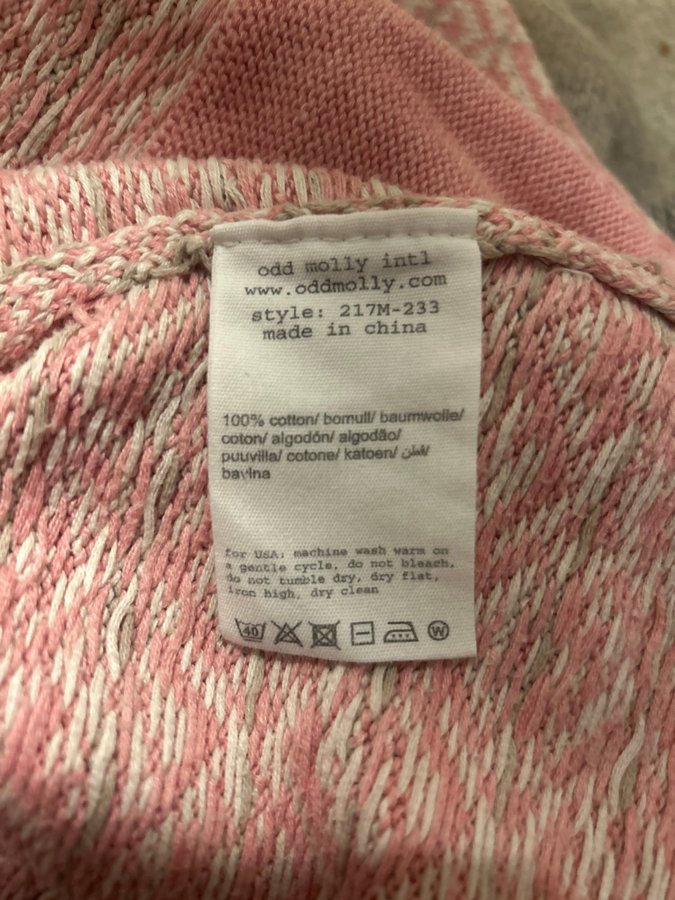 odd molly intl
www.oddmolly.com
style: 217M-233
made in china
100% cotton/ bomull/ baumwolle/
coton/ algodón/ algodão/
puuvilla/ cotone/ katoen/ قطن/
bavlna
for USA: machine wash warm on
a gentle cycle, do not bleach,
do not tumble dry, dry flat,
iron high, dry clean
40 W